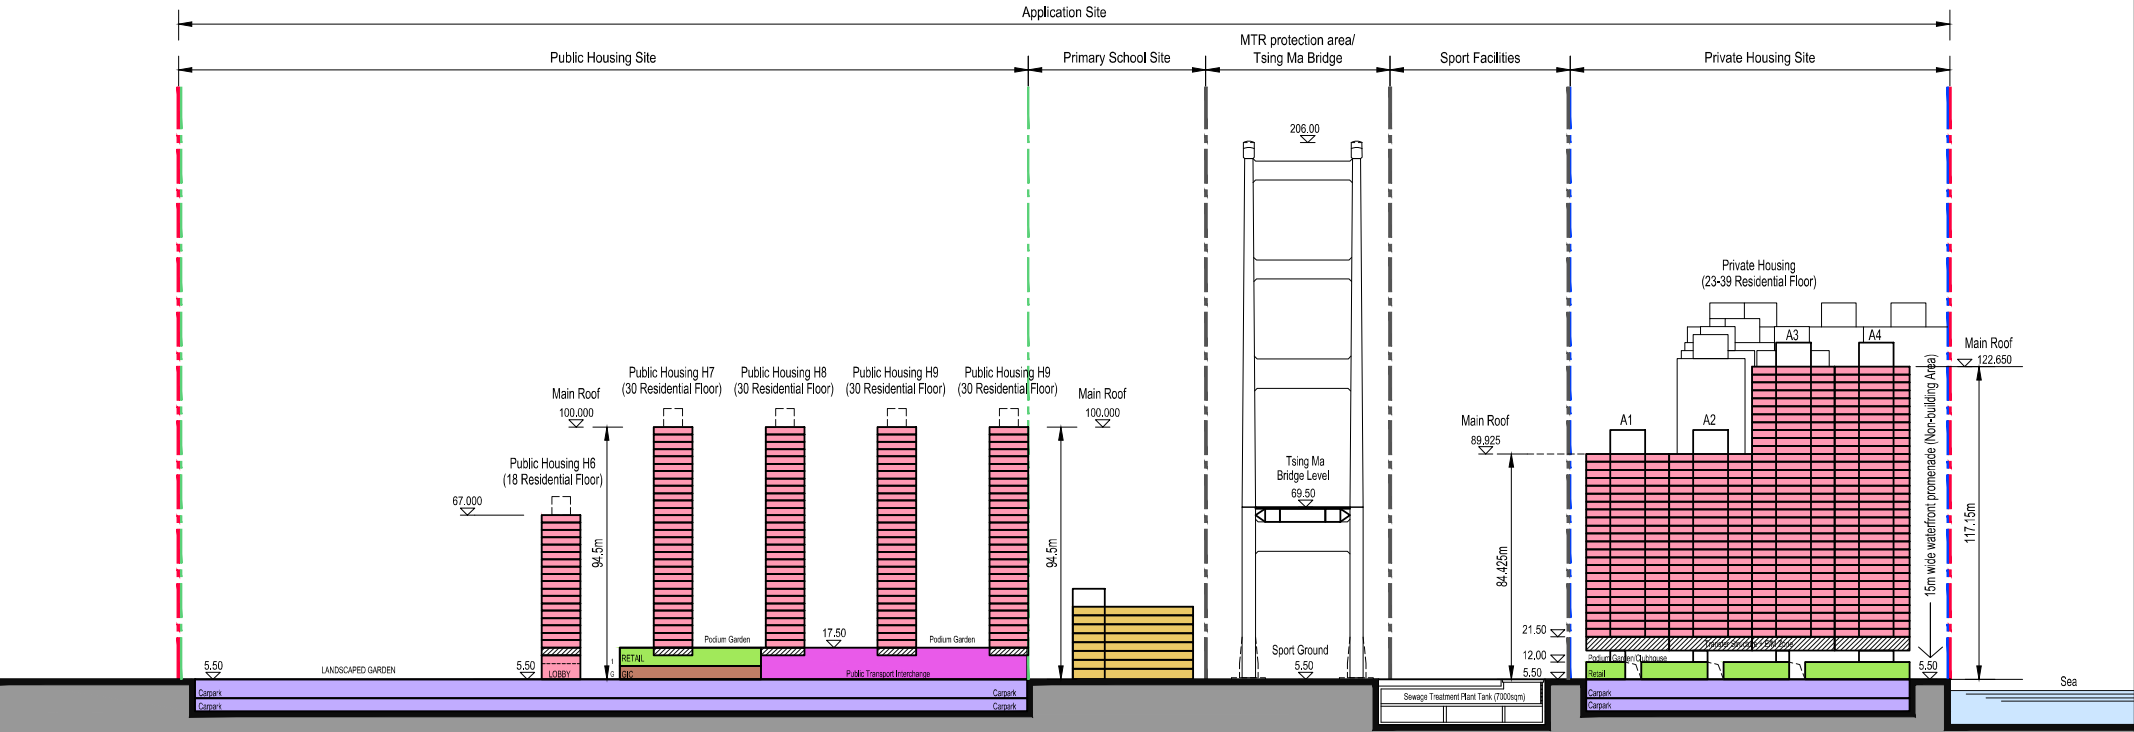 Application Site
Public Housing Site
Primary School Site
MTR protection area/
Tsing Ma Bridge
Sport Facilities
Private Housing Site
206.00
Private Housing
(23-39 Residential Floor)
A3
A4
Main Roof
122.650
Public Housing H7
(30 Residential Floor)
Public Housing H8
(30 Residential Floor)
Public Housing H9
(30 Residential Floor)
Public Housing H9
(30 Residential Floor)
Main Roof
100.000
Main Roof
100.000
A1
A2
Main Roof
89.925
Public Housing H6
(18 Residential Floor)
67.000
Tsing Ma
Bridge Level
69.50
94.5m
94.5m
84.425m
15m wide waterfront promenade (Non-building Area)
117.15m
Podium Garden
17.50
Podium Garden
21.50
Transfer Structure + E/M Zone
12.00
Podium Garden/Clubhouse
5.50
LANDSCAPED GARDEN
5.50
LOBBY
1
G
RETAIL
GIC
Public Transport Interchange
Sport Ground
5.50
5.50
Retail
5.50
Carpark
Carpark
Carpark
Carpark
Sewage Treatment Plant Tank (7000sqm)
Carpark
Carpark
Sea